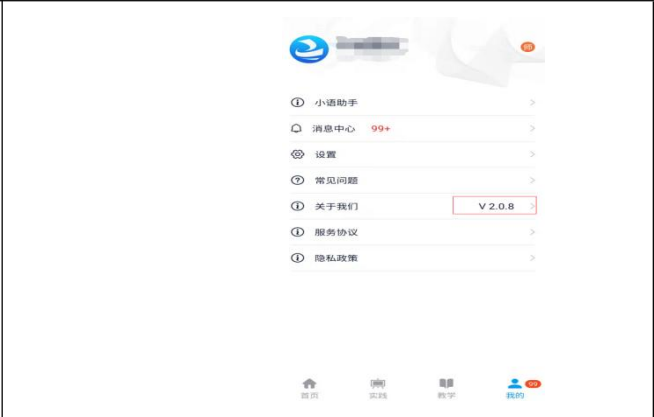 小语助手
消息中心 99+
设置
常见问题
关于我们 V 2.0.8
服务协议
隐私政策
首页 实践 教学 我的 99